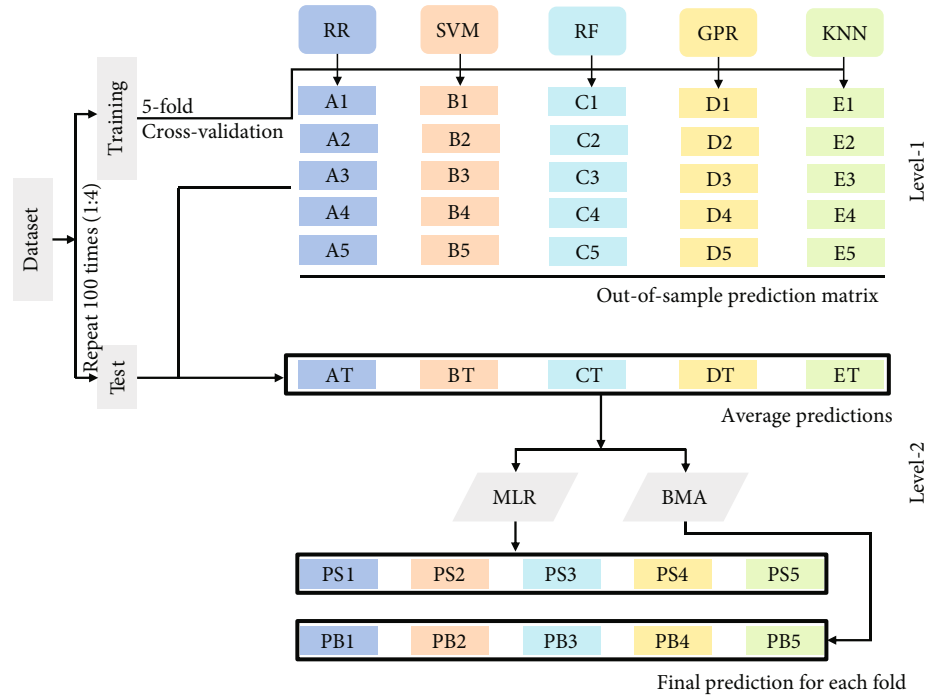 RR SVM RF GPR KNN
5-fold
Cross-validation
Training
Dataset
Repeat 100 times (1:4)
Test
A1 B1 C1 D1 E1
A2 B2 C2 D2 E2
A3 B3 C3 D3 E3
A4 B4 C4 D4 E4
A5 B5 C5 D5 E5
Level-1
Out-of-sample prediction matrix
AT BT CT DT ET
Average predictions
Level-2
MLR BMA
PS1 PS2 PS3 PS4 PS5
PB1 PB2 PB3 PB4 PB5
Final prediction for each fold